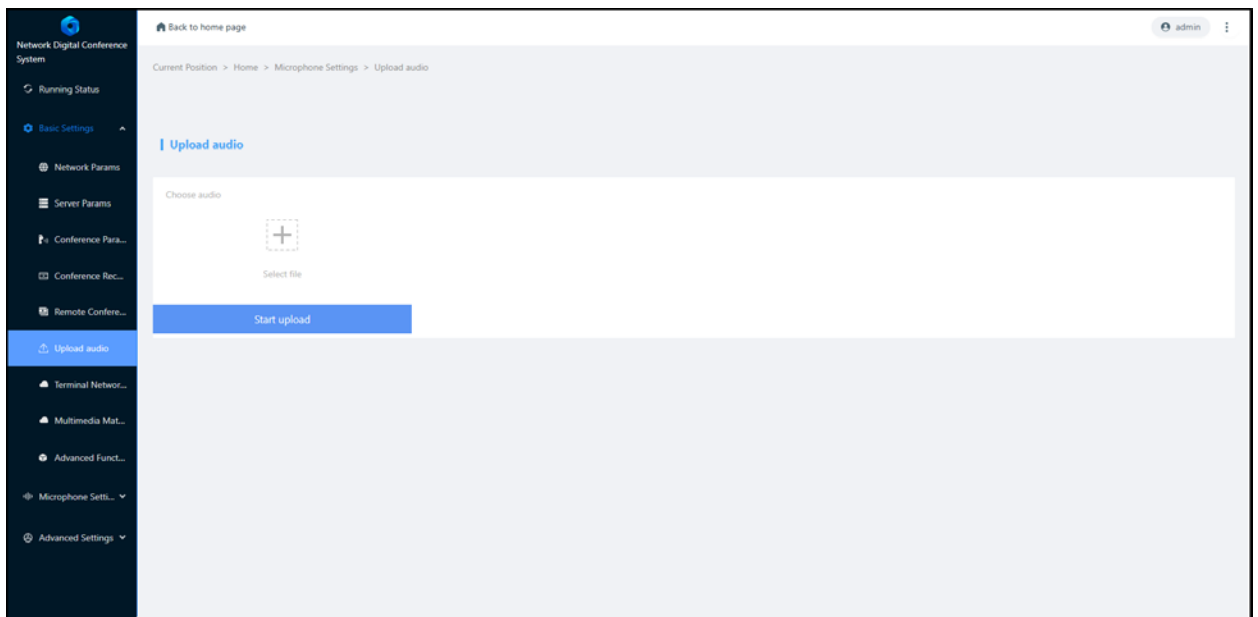 Network Digital Conference
System
Running Status
Basic Settings
Network Params
Server Params
Conference Para...
Conference Rec...
Remote Confere...
Upload audio
Terminal Networ...
Multimedia Mat...
Advanced Funct...
Microphone Setti...
Advanced Settings
Back to home page
admin
Current Position > Home > Microphone Settings > Upload audio
Upload audio
Choose audio
Select file
Start upload